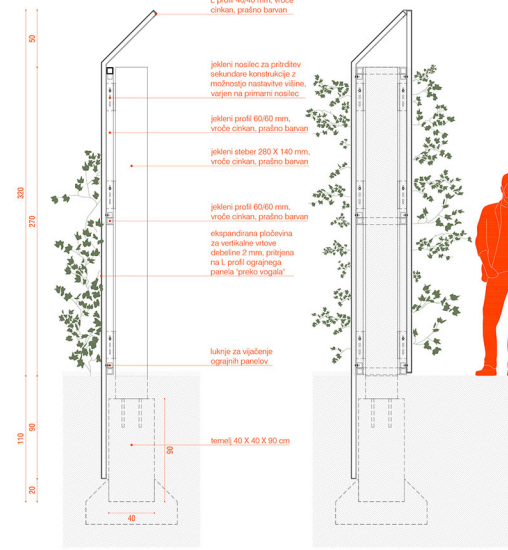 L profil 40/40 mm, vroče
cinkan, prašno barvan
50
jekleni nosilec za pritrditev
sekundarne konstrukcije z
možnostjo nastavitve višine,
varjen na primarni nosilec
jekleni profil 60/60 mm,
vroče cinkan, prašno barvan
jekleni steber 280 X 140 mm,
vroče cinkan, prašno barvan
320
270
jekleni profil 60/60 mm,
vroče cinkan, prašno barvan
ekspandirana pločevina
za vertikalne vrtove
debeline 2 mm, pritrjena
na L profil ograjnega
panela "preko vogala"
luknje za vijačenje
ograjnih panelov
110
90
temelj 40 X 40 X 90 cm
90
20
40